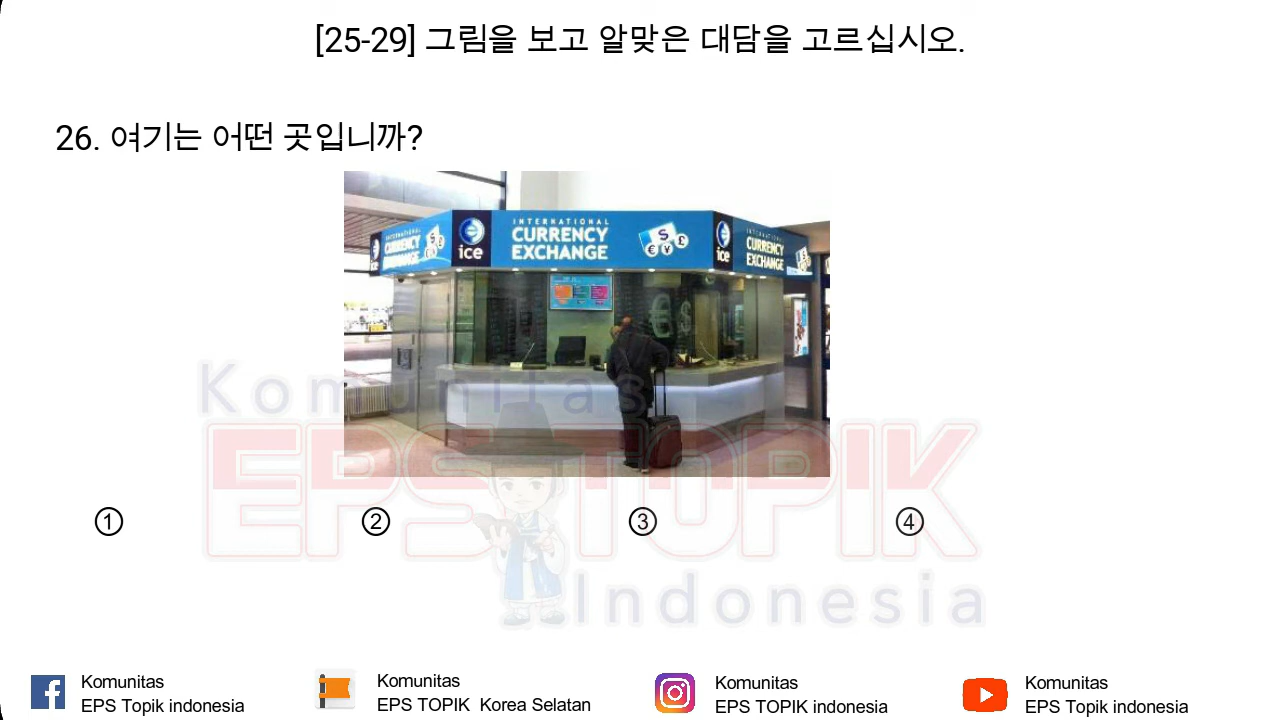 [25-29] 그림을 보고 알맞은 대담을 고르십시오.
26. 여기는 어떤 곳입니까?
INTERNATIONAL
CURRENCY
EXCHANGE
ice
INTERNATIONAL
CURRENCY
EXCHANGE
ice
INTERNATIONAL
CURRENCY
EXCHANGE
ice
Komunitas
EPS TOPIK
Indonesia
① ② ③ ④
Komunitas
EPS Topik indonesia
Komunitas
EPS TOPIK Korea Selatan
Komunitas
EPS TOPIK indonesia
Komunitas
EPS Topik indonesia